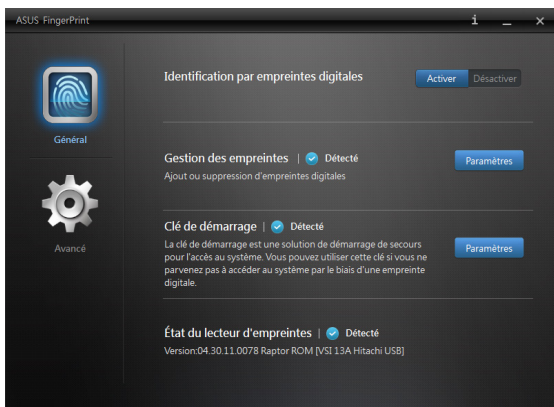 ASUS FingerPrint
Général
Avancé
Identification par empreintes digitales
Activer Désactiver
Gestion des empreintes | Détecté
Ajout ou suppression d'empreintes digitales
Paramètres
Clé de démarrage | Détecté
La clé de démarrage est une solution de démarrage de secours
pour l'accès au système. Vous pouvez utiliser cette clé si vous ne
parvenez pas à accéder au système par le biais d'une empreinte
digitale.
Paramètres
État du lecteur d'empreintes | Détecté
Version:04.30.11.0078 Raptor ROM [VSI 13A Hitachi USB]